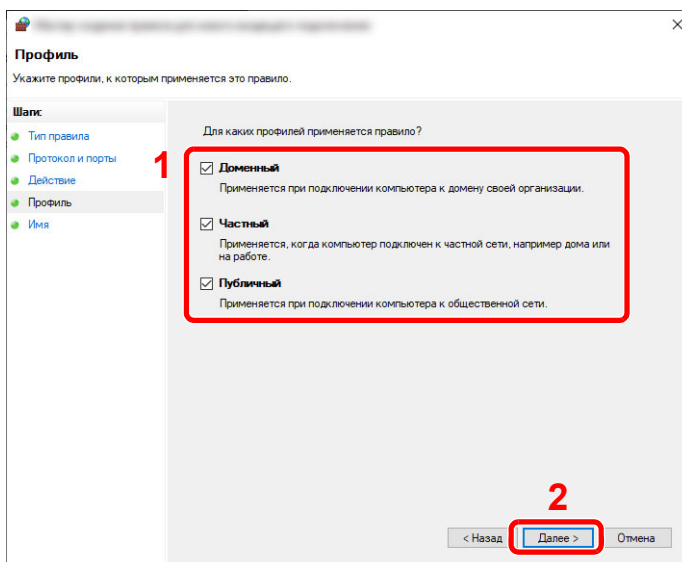 Профиль
Укажите профили, к которым применяется это правило.
Шаги:
Тип правила
Протокол и порты
Действие
Профиль
Имя
Для каких профилей применяется правило?
1
Доменный
Применяется при подключении компьютера к домену своей организации.
Частный
Применяется, когда компьютер подключен к частной сети, например дома или
на работе.
Публичный
Применяется при подключении компьютера к общественной сети.
2
< Назад
Далее >
Отмена